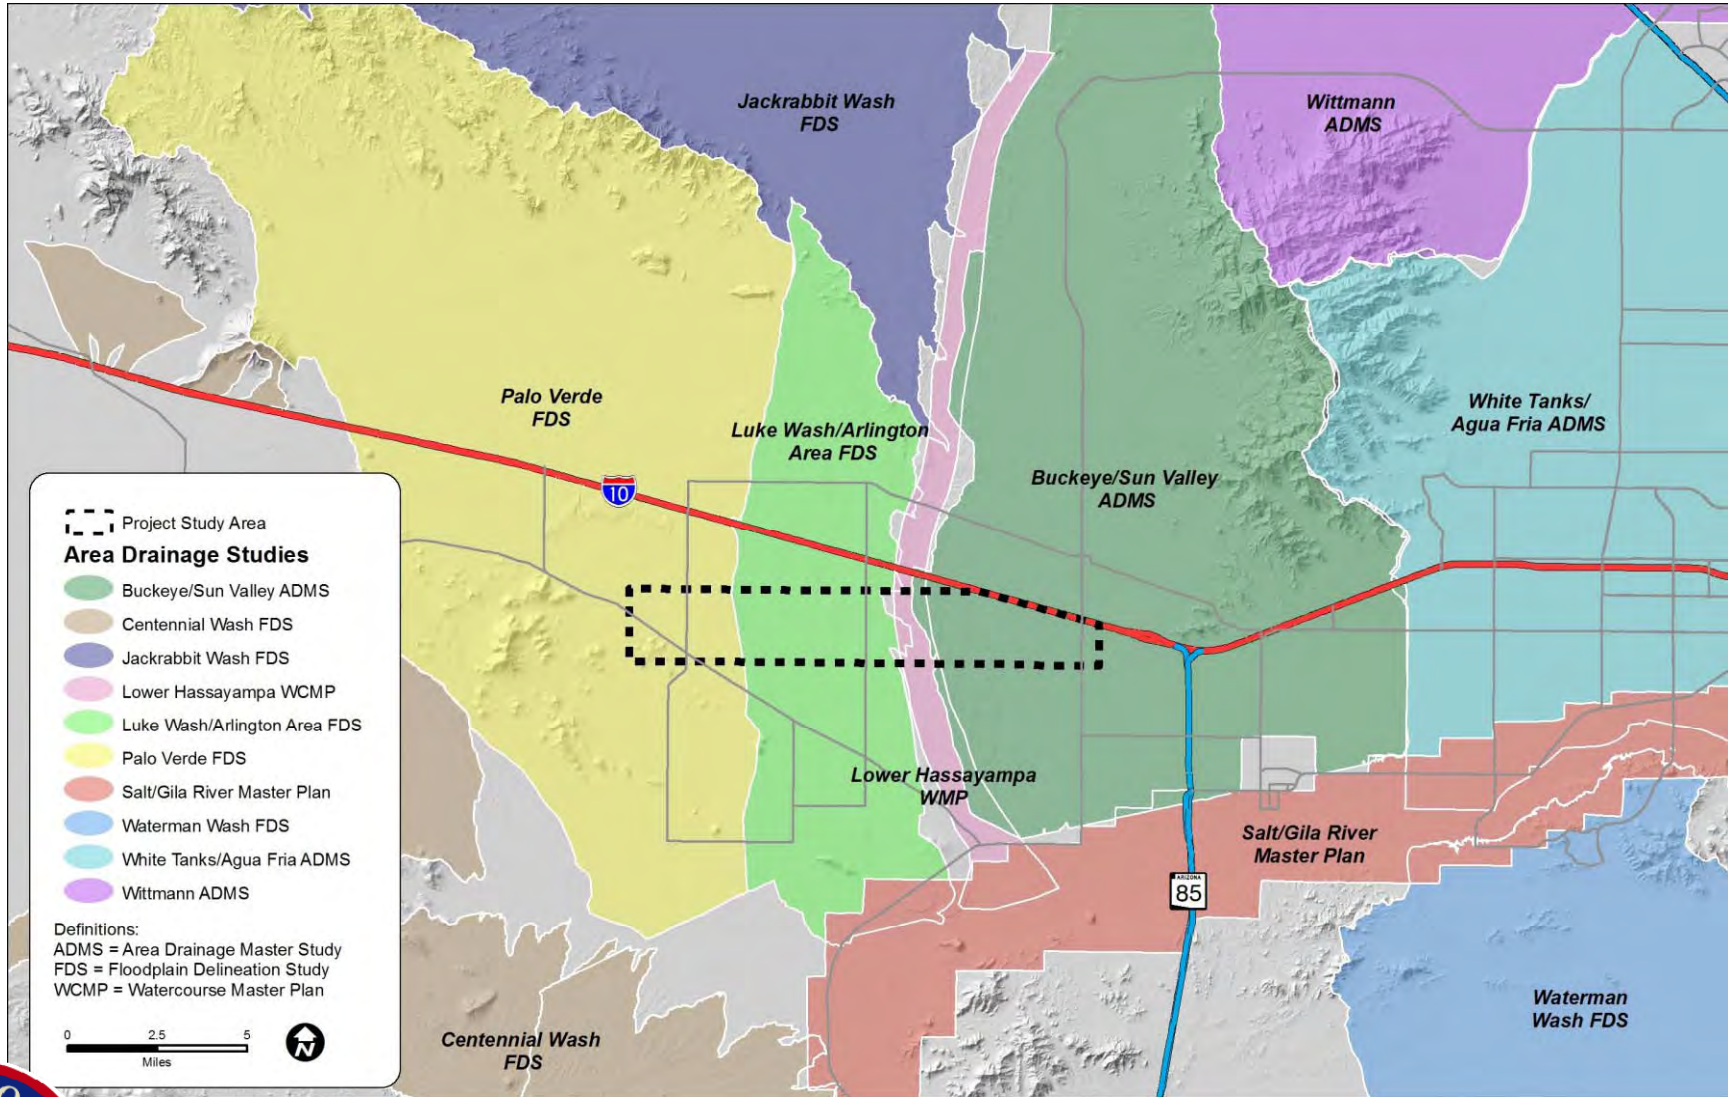 Jackrabbit Wash
FDS
Wittmann
ADMS
Palo Verde
FDS
Luke Wash/Arlington
Area FDS
White Tanks/
Agua Fria ADMS
Buckeye/Sun Valley
ADMS
10
Lower Hassayampa
WMP
Salt/Gila River
Master Plan
ARIZONA
85
Centennial Wash
FDS
Waterman
Wash FDS
Project Study Area
Area Drainage Studies
Buckeye/Sun Valley ADMS
Centennial Wash FDS
Jackrabbit Wash FDS
Lower Hassayampa WCMP
Luke Wash/Arlington Area FDS
Palo Verde FDS
Salt/Gila River Master Plan
Waterman Wash FDS
White Tanks/Agua Fria ADMS
Wittmann ADMS
Definitions:
ADMS = Area Drainage Master Study
FDS = Floodplain Delineation Study
WCMP = Watercourse Master Plan
0 2.5 5
Miles
N